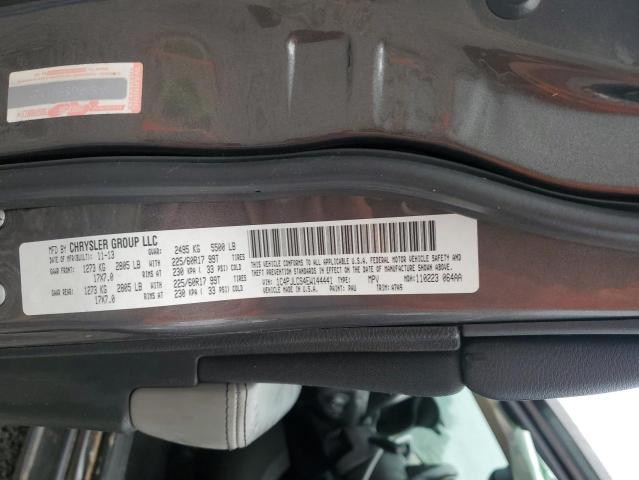 MFD BY CHRYSLER GROUP LLC
DATE OF MFR(BUILT): 11-13 GVWR: 2495 KG 5500 LB
GAWR FRONT: 1273 KG 2805 LB WITH TIRES 225/60R17 99T
17X7.0 RIMS AT 230 KPA ( 33 PSI) COLD
GAWR REAR: 1273 KG 2805 LB WITH TIRES 225/60R17 99T
17X7.0 RIMS AT 230 KPA ( 33 PSI) COLD
THIS VEHICLE CONFORMS TO ALL APPLICABLE U.S.A. FEDERAL MOTOR VEHICLE SAFETY AND
THEFT PREVENTION STANDARDS IN EFFECT ON THE DATE OF MANUFACTURE SHOWN ABOVE.
VIN: 1C4PJLCS4EW144441 TYPE: MPV MDH: 110223 064AA
VEHICLE MADE IN U.S.A. PAINT: PAU TRIM: A7A9